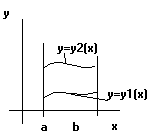 y
y=y2(x)
y=y1(x)
a b x